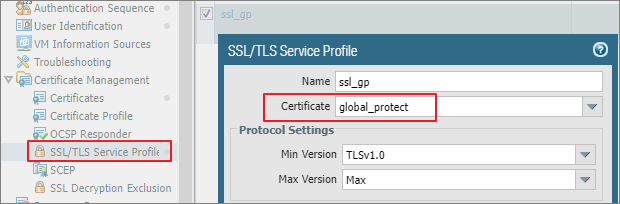 Authentication Sequence
User Identification
VM Information Sources
Troubleshooting
Certificate Management
Certificates
Certificate Profile
OCSP Responder
SSL/TLS Service Profile
SCEP
SSL Decryption Exclusion
ssl_gp
SSL/TLS Service Profile
?
Name ssl_gp
Certificate global_protect
Protocol Settings
Min Version TLSv1.0
Max Version Max